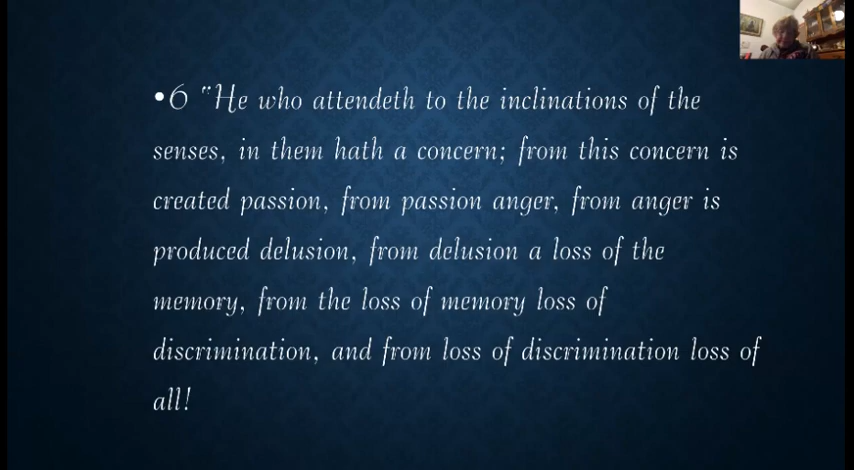 •6 "He who attendeth to the inclinations of the
senses, in them hath a concern; from this concern is
created passion, from passion anger, from anger is
produced delusion, from delusion a loss of the
memory, from the loss of memory loss of
discrimination, and from loss of discrimination loss of
all!